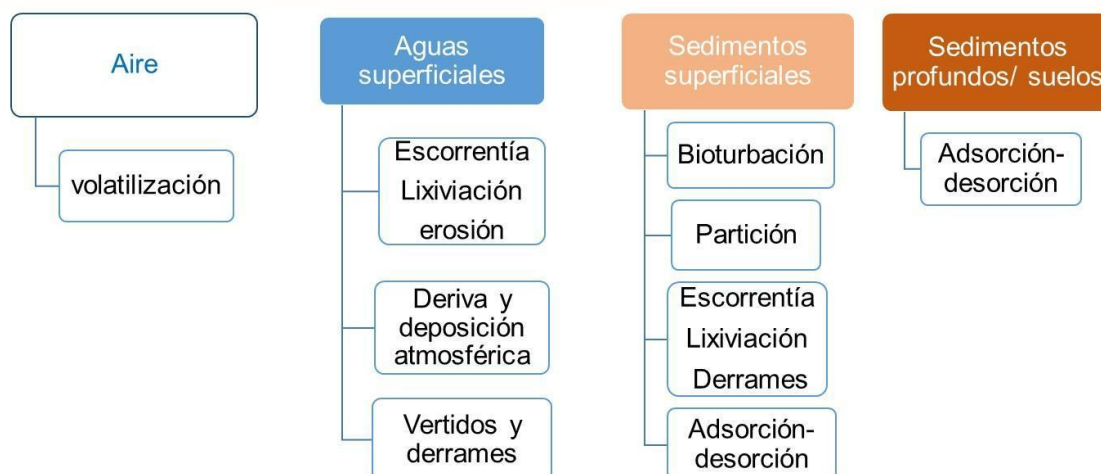 Aire
volatilización
Aguas
superficiales
Escorrentía
Lixiviación
erosión
Deriva y
deposición
atmosférica
Vertidos y
derrames
Sedimentos
superficiales
Bioturbación
Partición
Escorrentía
Lixiviación
Derrames
Adsorción-
desorción
Sedimentos
profundos/ suelos
Adsorción-
desorción